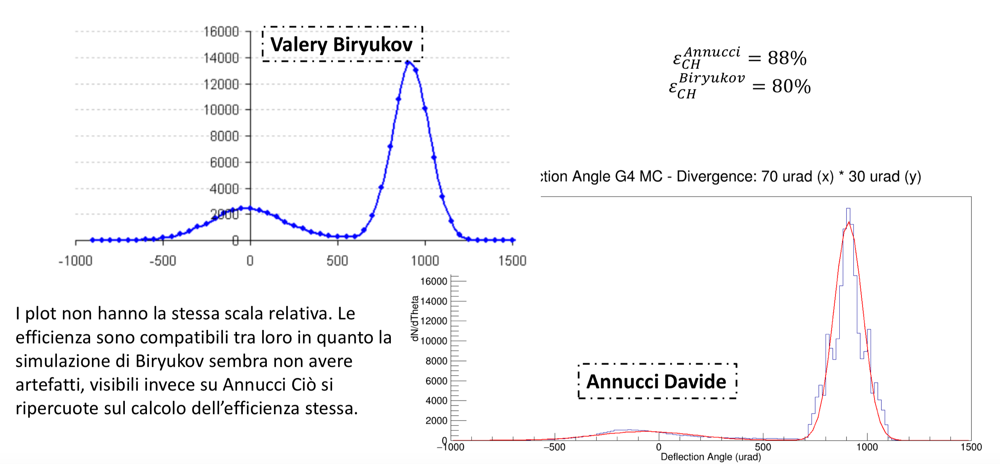 16000
Valery Biryukov
14000
12000
10000
8000
6000
4000
2000
0
-1000 -500 0 500 1000 1500
ε_CH^Annucci = 88%
ε_CH^Biryukov = 80%
ction Angle G4 MC - Divergence: 70 urad (x) * 30 urad (y)
I plot non hanno la stessa scala relativa. Le
efficienza sono compatibili tra loro in quanto la
simulazione di Biryukov sembra non avere
artefatti, visibili invece su Annucci Ciò si
ripercuote sul calcolo dell’efficienza stessa.
dN/dTheta
16000
14000
12000
10000
8000
6000
4000
2000
0
Annucci Davide
−1000 −500 0 500 1000 1500
Deflection Angle (urad)